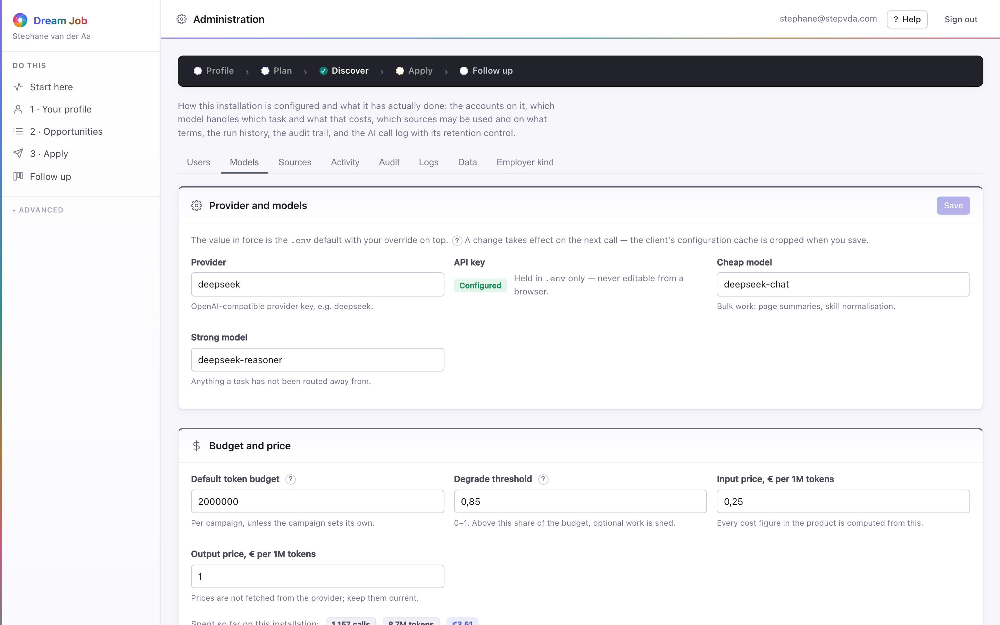 Dream Job
Stephane van der Aa
DO THIS
Start here
1 · Your profile
2 · Opportunities
3 · Apply
Follow up
ADVANCED
Administration
stephane@stepvda.com
? Help
Sign out
Profile › Plan › Discover › Apply › Follow up
How this installation is configured and what it has actually done: the accounts on it, which
model handles which task and what that costs, which sources may be used and on what
terms, the run history, the audit trail, and the AI call log with its retention control.
Users Models Sources Activity Audit Logs Data Employer kind
Provider and models
Save
The value in force is the .env default with your override on top. ? A change takes effect on the next call — the client's configuration cache is dropped when you save.
Provider
deepseek
OpenAI-compatible provider key, e.g. deepseek.
API key
Configured
Held in .env only — never editable from a
browser.
Cheap model
deepseek-chat
Bulk work: page summaries, skill normalisation.
Strong model
deepseek-reasoner
Anything a task has not been routed away from.
$ Budget and price
Default token budget ?
2000000
Per campaign, unless the campaign sets its own.
Degrade threshold ?
0,85
0–1. Above this share of the budget, optional work is shed.
Input price, € per 1M tokens
0,25
Every cost figure in the product is computed from this.
Output price, € per 1M tokens
1
Prices are not fetched from the provider; keep them current.
Spent so far on this installation: 1 157 calls 8.7M tokens €3.51